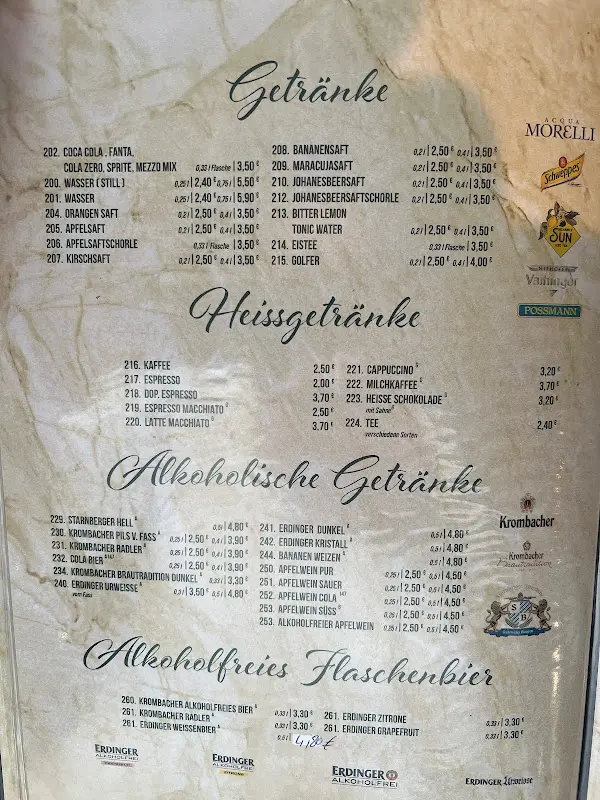 Getränke
202. COCA COLA, FANTA,
COLA ZERO, SPRITE, MEZZO MIX 0,33 l Flasche | 3,50 €
200. WASSER (STILL) 0,25 l | 2,40 € 0,75 l | 5,50 €
201. WASSER 0,25 l | 2,40 € 0,75 l | 5,90 €
204. ORANGEN SAFT 0,2 l | 2,50 € 0,4 l | 3,50 €
205. APFELSAFT 0,2 l | 2,50 € 0,4 l | 3,50 €
206. APFELSAFTSCHORLE 0,33 l Flasche | 3,50 €
207. KIRSCHSAFT 0,2 l | 2,50 € 0,4 l | 3,50 €
208. BANANENSAFT 0,2 l | 2,50 € 0,4 l | 3,50 €
209. MARACUJASAFT 0,2 l | 2,50 € 0,4 l | 3,50 €
210. JOHANESBEERSAFT 0,2 l | 2,50 € 0,4 l | 3,50 €
212. JOHANESBEERSAFTSCHORLE 0,2 l | 2,50 € 0,4 l | 3,50 €
213. BITTER LEMON
TONIC WATER 0,2 l | 2,50 € 0,4 l | 3,50 €
214. EISTEE 0,33 l Flasche | 3,50 €
215. GOLFER 0,2 l | 2,50 € 0,4 l | 4,00 €
ACQUA
MORELLI
Schweppes
SUN
Vaihinger
POSSMANN
Heissgetränke
216. KAFFEE 2.50 €
217. ESPRESSO 2.00 €
218. DOP. ESPRESSO 3,70 €
219. ESPRESSO MACCHIATO 2.50 €
220. LATTE MACCHIATO 3.70 €
221. CAPPUCCINO 3,20 €
222. MILCHKAFFEE 3,70 €
223. HEISSE SCHOKOLADE 3,20 €
mit Sahne
224. TEE 2,40 €
verschiedene Sorten
Alkoholische Getränke
229. STARNBERGER HELL 0,5 l | 4,80 €
230. KROMBACHER PILS V. FASS 0,25 l | 2,50 € 0,4 l | 3,90 €
231. KROMBACHER RADLER 0,25 l | 2,50 € 0,4 l | 3,90 €
232. COLA BIER 0,25 l | 2,50 € 0,4 l | 3,90 €
234. KROMBACHER BRAUTRADITION DUNKEL 0,33 l | 3.30 €
240. ERDINGER URWEISSE 0,3 l | 3,50 € 0,5 l | 4,80 €
vom Fass
241. ERDINGER DUNKEL 0,5 l | 4,80 €
242. ERDINGER KRISTALL 0,5 l | 4,80 €
244. BANANEN WEIZEN 0,5 l | 4,80 €
250. APFELWEIN PUR 0,25 l | 2,50 € 0,5 l | 4,50 €
251. APFELWEIN SAUER 0,25 l | 2,50 € 0,5 l | 4,50 €
252. APFELWEIN COLA 0,25 l | 2,50 € 0,5 l | 4,50 €
253. APFELWEIN SÜSS 0,25 l | 2,50 € 0,5 l | 4,50 €
253. ALKOHOLFREIER APFELWEIN 0,25 l | 2,50 € 0,5 l | 4,50 €
Krombacher
Krombacher
Brautradition
S B
Alkoholfreies Flaschenbier
260. KROMBACHER ALKOHOLFREIES BIER 0,33 l | 3,30 €
261. KROMBACHER RADLER 0,33 l | 3,30 €
261. ERDINGER WEISSENBIER 0,5 l | 4,80 €
261. ERDINGER ZITRONE 0,33 l | 3.30 €
261. ERDINGER GRAPEFRUIT 0,33 l | 3.30 €
ERDINGER
ALKOHOLFREI
ERDINGER
ALKOHOLFREI
ZITRONE
ERDINGER
ALKOHOLFREI
ERDINGER Urweisse